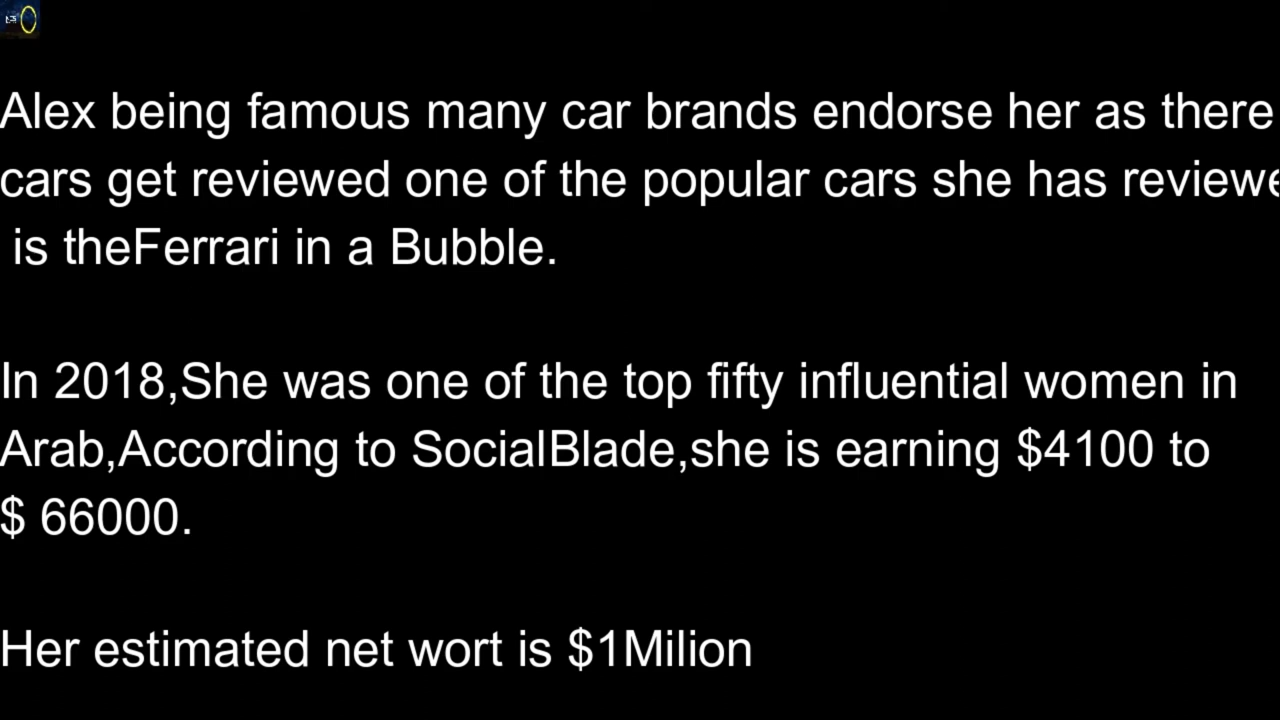 Alex being famous many car brands endorse her as there
cars get reviewed one of the popular cars she has reviewe
is theFerrari in a Bubble.
In 2018,She was one of the top fifty influential women in
Arab,According to SocialBlade,she is earning $4100 to
$ 66000.
Her estimated net wort is $1Milion